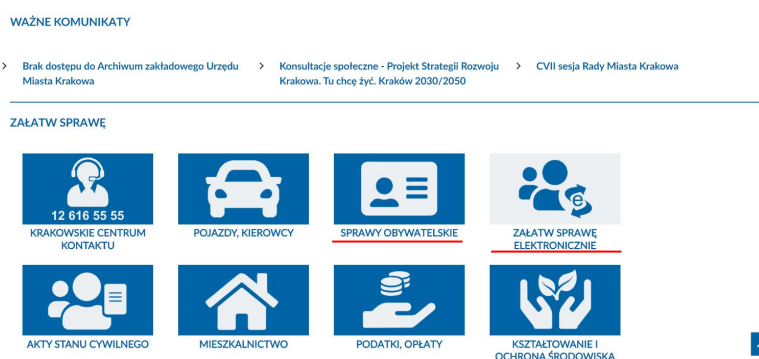 WAŻNE KOMUNIKATY
Brak dostępu do Archiwum zakładowego Urzędu
Miasta Krakowa
Konsultacje społeczne - Projekt Strategii Rozwoju
Krakowa. Tu chcę żyć. Kraków 2030/2050
CVII sesja Rady Miasta Krakowa
ZAŁATW SPRAWĘ
12 616 55 55
KRAKOWSKIE CENTRUM
KONTAKTU
POJAZDY, KIEROWCY
SPRAWY OBYWATELSKIE
e
ZAŁATW SPRAWĘ
ELEKTRONICZNIE
AKTY STANU CYWILNEGO
MIESZKALNICTWO
PODATKI, OPŁATY
KSZTAŁTOWANIE I
OCHRONA ŚRODOWISKA